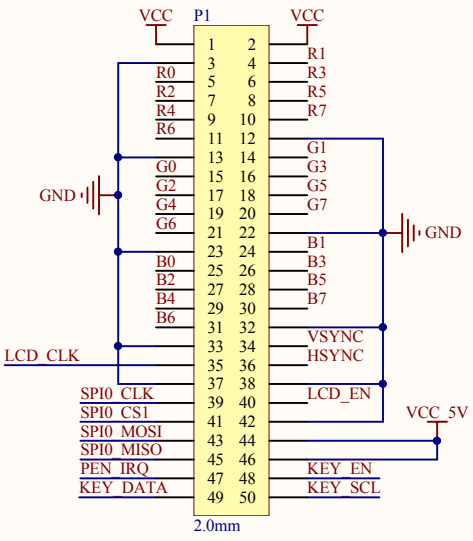 VCC P1 VCC
1 2
3 4 R1
R0 5 6 R3
R2 7 8 R5
R4 9 10 R7
R6 11 12
13 14 G1
G0 15 16 G3
G2 17 18 G5
GND G4 19 20 G7
G6 21 22 GND
23 24 B1
B0 25 26 B3
B2 27 28 B5
B4 29 30 B7
B6 31 32
33 34 VSYNC
LCD_CLK 35 36 HSYNC
37 38
SPI0_CLK 39 40 LCD_EN
SPI0_CS1 41 42 VCC_5V
SPI0_MOSI 43 44
SPI0_MISO 45 46
PEN_IRQ 47 48 KEY_EN
KEY_DATA 49 50 KEY_SCL
2.0mm